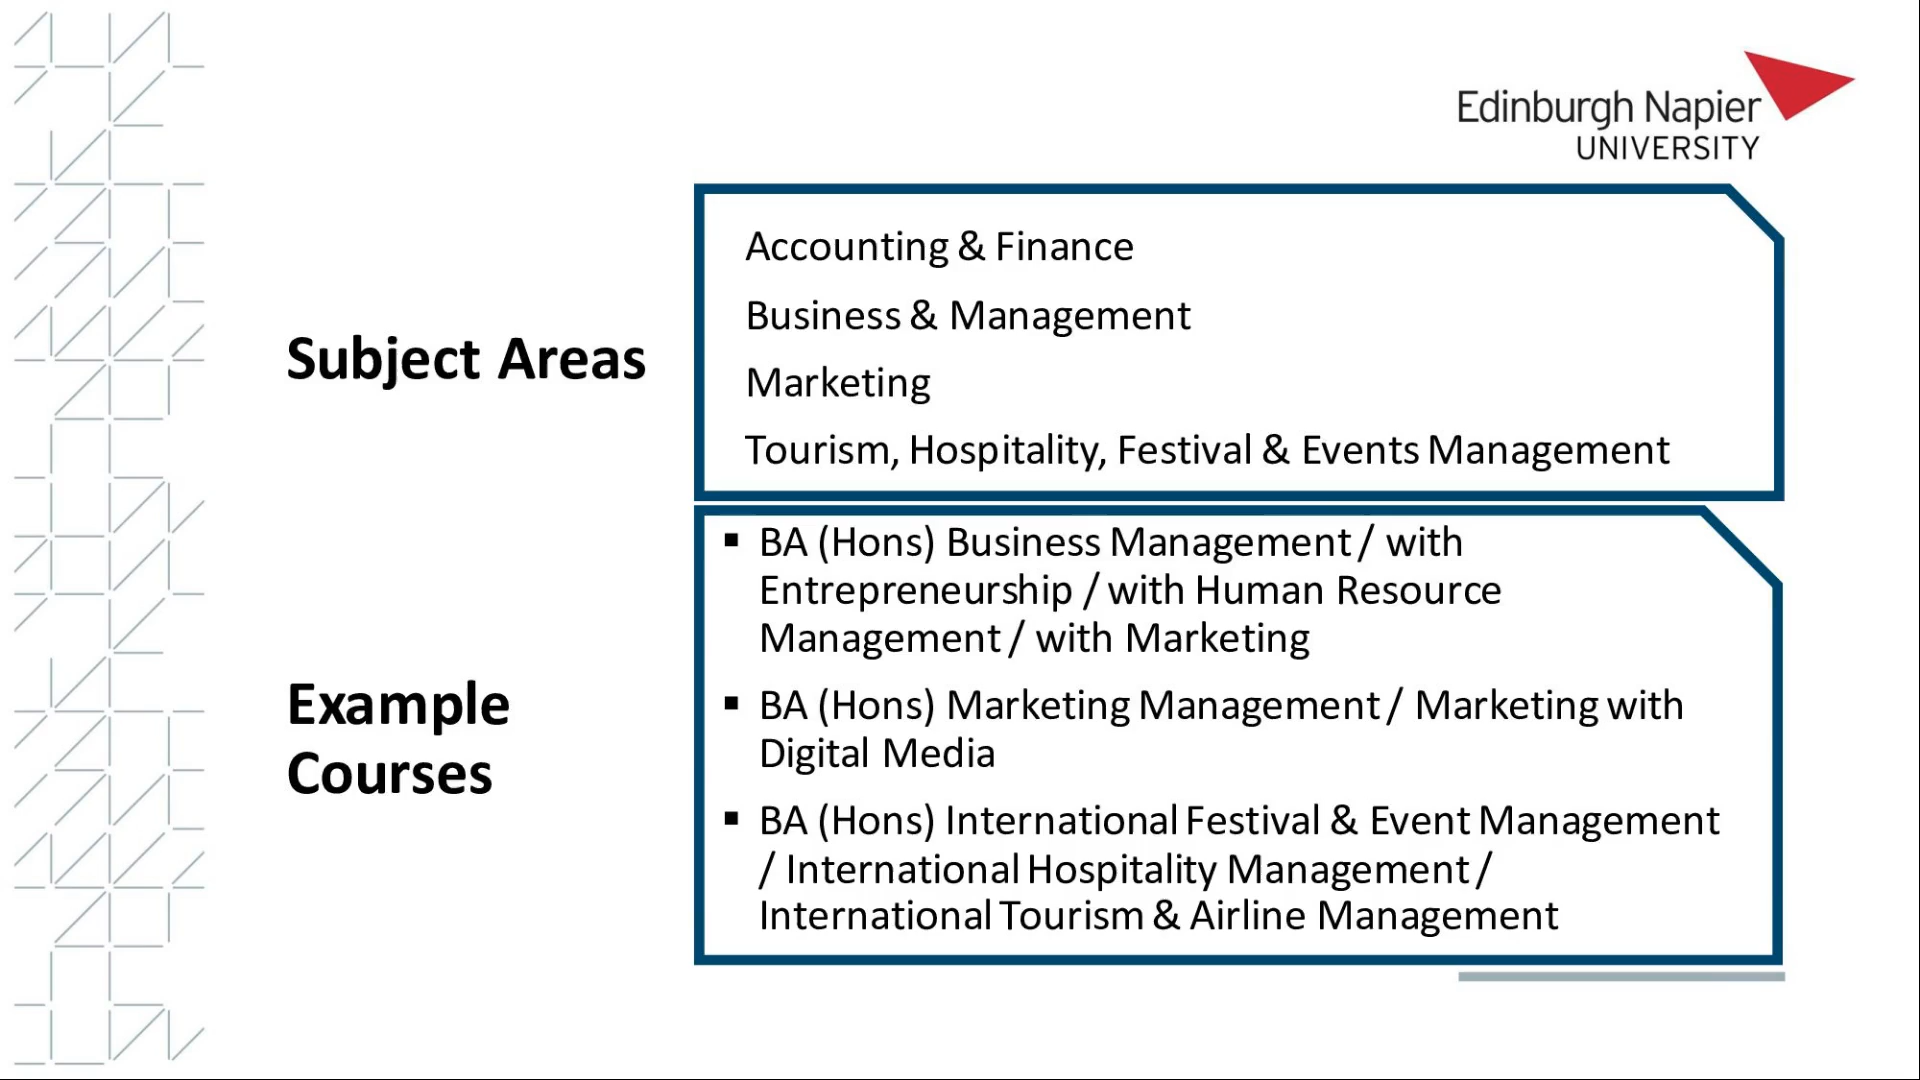 Edinburgh Napier
UNIVERSITY
Subject Areas
Accounting & Finance
Business & Management
Marketing
Tourism, Hospitality, Festival & Events Management
Example
Courses
▪ BA (Hons) Business Management / with
Entrepreneurship / with Human Resource
Management / with Marketing
▪ BA (Hons) Marketing Management / Marketing with
Digital Media
▪ BA (Hons) International Festival & Event Management
/ International Hospitality Management /
International Tourism & Airline Management